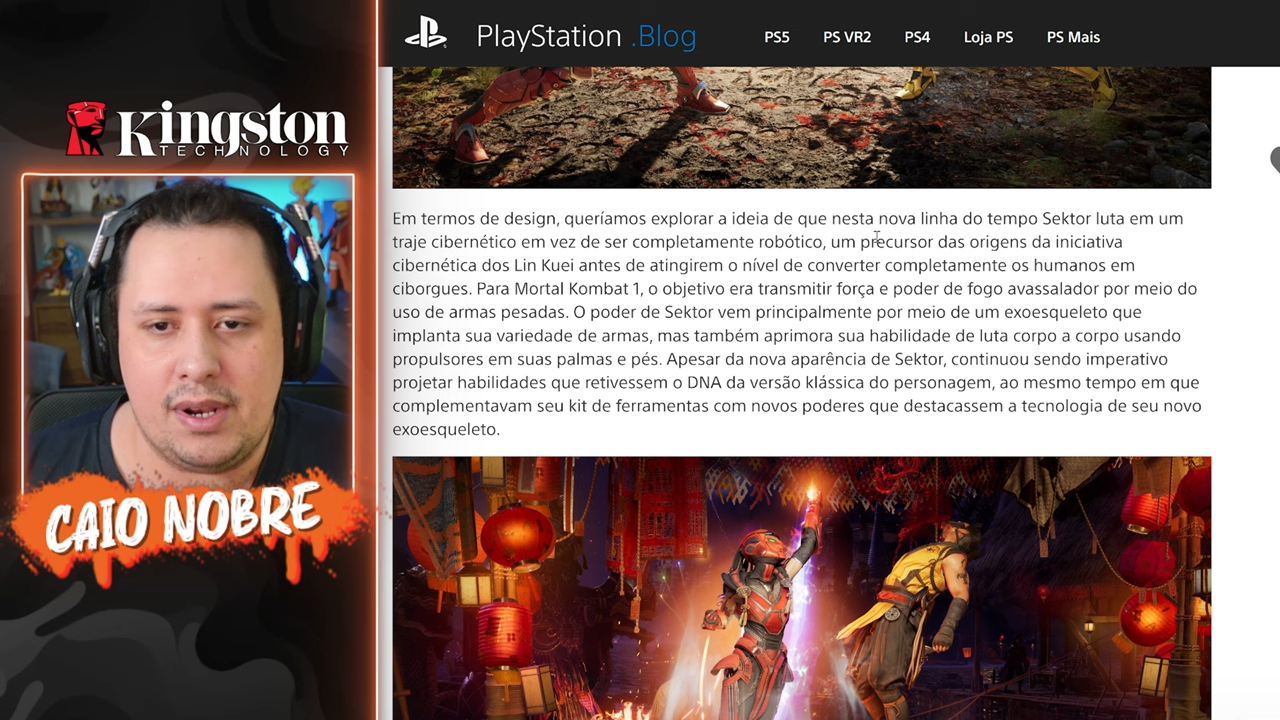 Kingston
TECHNOLOGY
CAIO NOBRE
PlayStation .Blog
PS5 PS VR2 PS4 Loja PS PS Mais
Em termos de design, queríamos explorar a ideia de que nesta nova linha do tempo Sektor luta em um
traje cibernético em vez de ser completamente robótico, um precursor das origens da iniciativa
cibernética dos Lin Kuei antes de atingirem o nível de converter completamente os humanos em
ciborgues. Para Mortal Kombat 1, o objetivo era transmitir força e poder de fogo avassalador por meio do
uso de armas pesadas. O poder de Sektor vem principalmente por meio de um exoesqueleto que
implanta sua variedade de armas, mas também aprimora sua habilidade de luta corpo a corpo usando
propulsores em suas palmas e pés. Apesar da nova aparência de Sektor, continuou sendo imperativo
projetar habilidades que retivessem o DNA da versão klássica do personagem, ao mesmo tempo em que
complementavam seu kit de ferramentas com novos poderes que destacassem a tecnologia de seu novo
exoesqueleto.